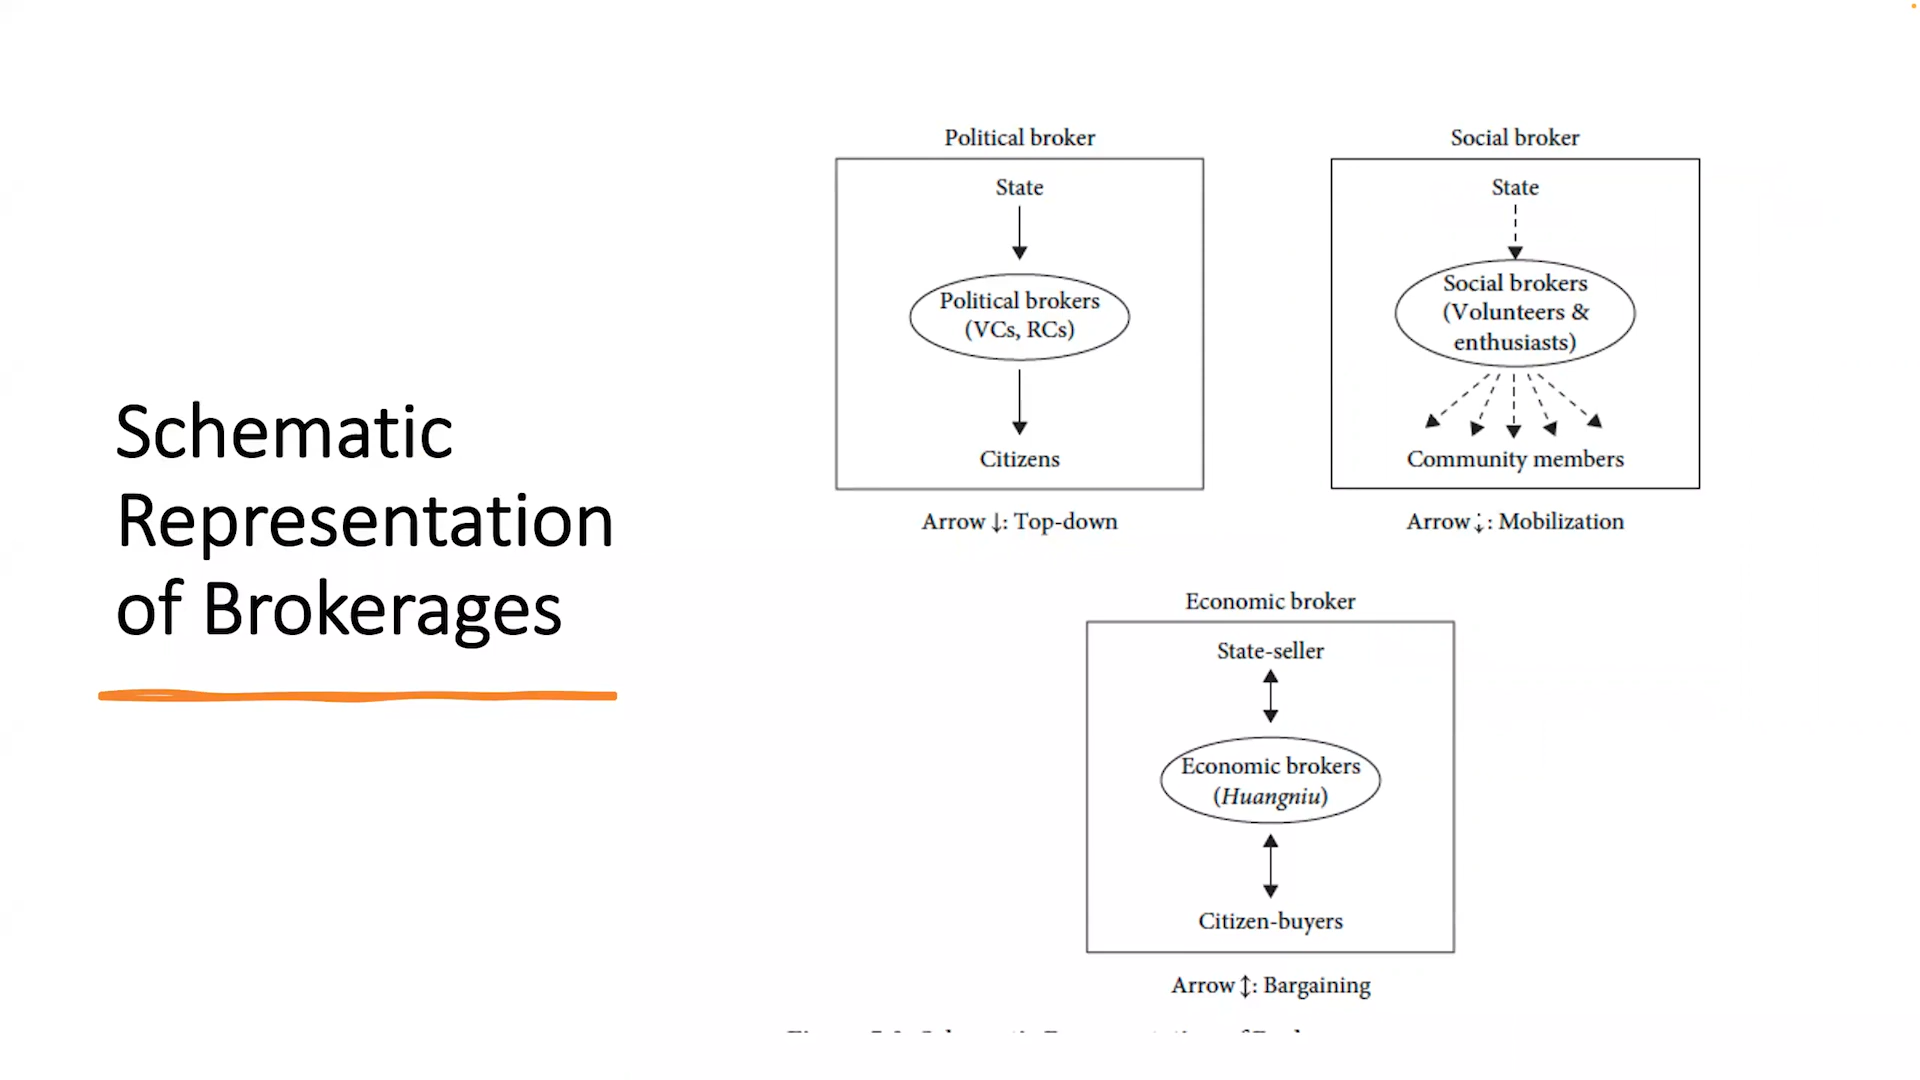 Schematic
Representation
of Brokerages
Political broker
State
Political brokers
(VCs, RCs)
Citizens
Arrow ↓: Top-down
Social broker
State
Social brokers
(Volunteers &
enthusiasts)
Community members
Arrow ⇣: Mobilization
Economic broker
State-seller
Economic brokers
(Huangniu)
Citizen-buyers
Arrow ↕: Bargaining